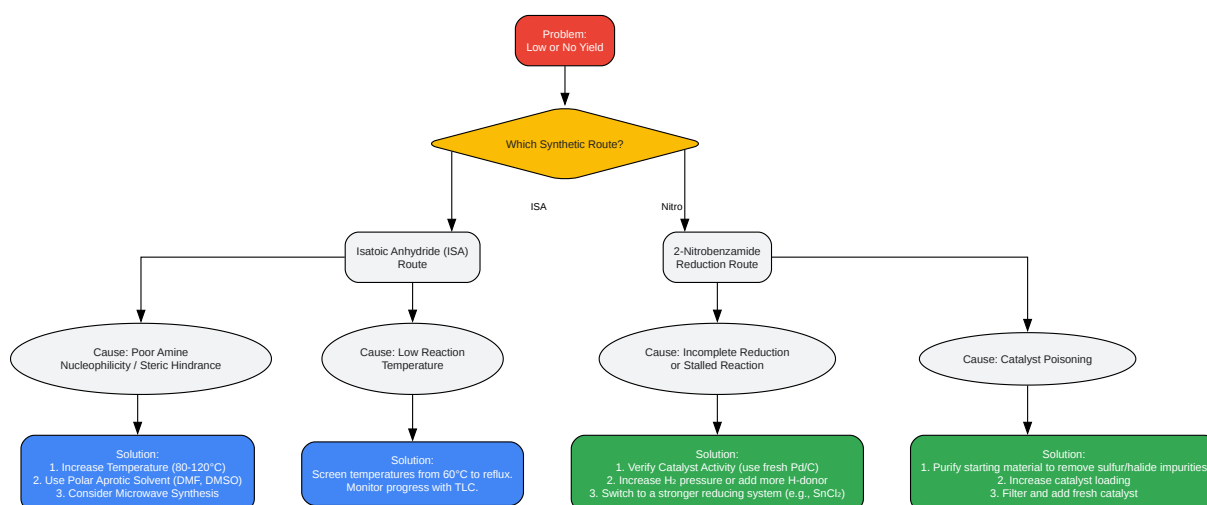 Problem:
Low or No Yield
Which Synthetic Route?
ISA
Nitro
Isatoic Anhydride (ISA)
Route
2-Nitrobenzamide
Reduction Route
Cause: Poor Amine
Nucleophilicity / Steric Hindrance
Cause: Low Reaction
Temperature
Cause: Incomplete Reduction
or Stalled Reaction
Cause: Catalyst Poisoning
Solution:
1. Increase Temperature (80-120°C)
2. Use Polar Aprotic Solvent (DMF, DMSO)
3. Consider Microwave Synthesis
Solution:
Screen temperatures from 60°C to reflux.
Monitor progress with TLC.
Solution:
1. Verify Catalyst Activity (use fresh Pd/C)
2. Increase H₂ pressure or add more H-donor
3. Switch to a stronger reducing system (e.g., SnCl₂)
Solution:
1. Purify starting material to remove sulfur/halide impurities
2. Increase catalyst loading
3. Filter and add fresh catalyst